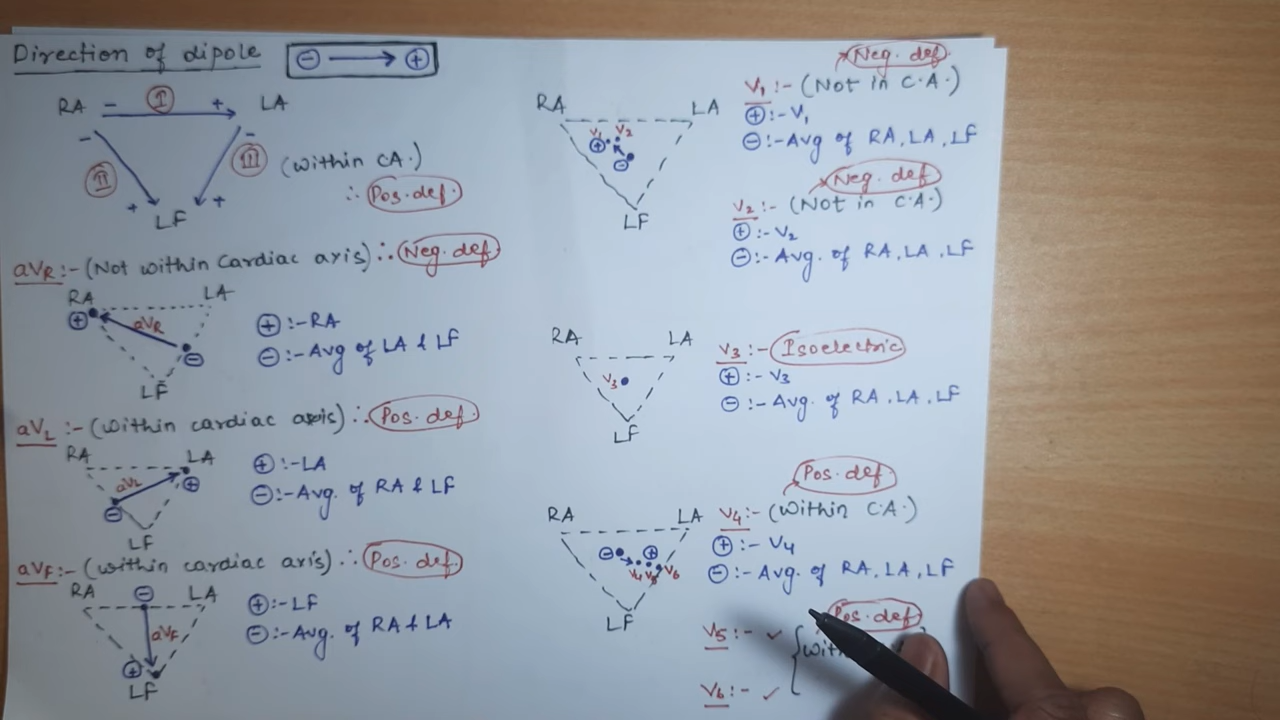 Direction of dipole ⊖ → ⊕
RA - I + LA
- -
II III (within CA.)
∴ Pos. def.
+ +
LF
aVR :- (Not within Cardiac axis) ∴ Neg. def.
RA LA
⊕ aVR ⊕ :- RA
⊖ ⊖ :- Avg of LA & LF
LF
aVL :- (within cardiac axis) ∴ Pos. def.
RA LA
aVL ⊕ ⊕ :- LA
⊖ ⊖ :- Avg. of RA & LF
LF
aVF :- (within cardiac axis) ∴ Pos. def.
RA ⊖ LA
aVF ⊕ :- LF
⊕ ⊖ :- Avg. of RA & LA
LF
Neg. def.
V1 :- (Not in C.A.)
RA LA
⊕ :- V1
V1 V2
⊕ ⊖ :- Avg of RA, LA, LF
⊖
LF
Neg. def
V2 :- (Not in C.A.)
⊕ :- V2
⊖ :- Avg. of RA, LA, LF
RA LA
V3 :- Isoelectric
V3 ⊕ :- V3
⊖ :- Avg. of RA, LA, LF
LF
Pos. def.
RA LA
V4 :- (within C.A.)
⊖ ⊕ ⊕ :- V4
V4 V5 V6
⊖ :- Avg. of RA, LA, LF
LF
Pos. def.
V5 :- ✓
V6 :- ✓